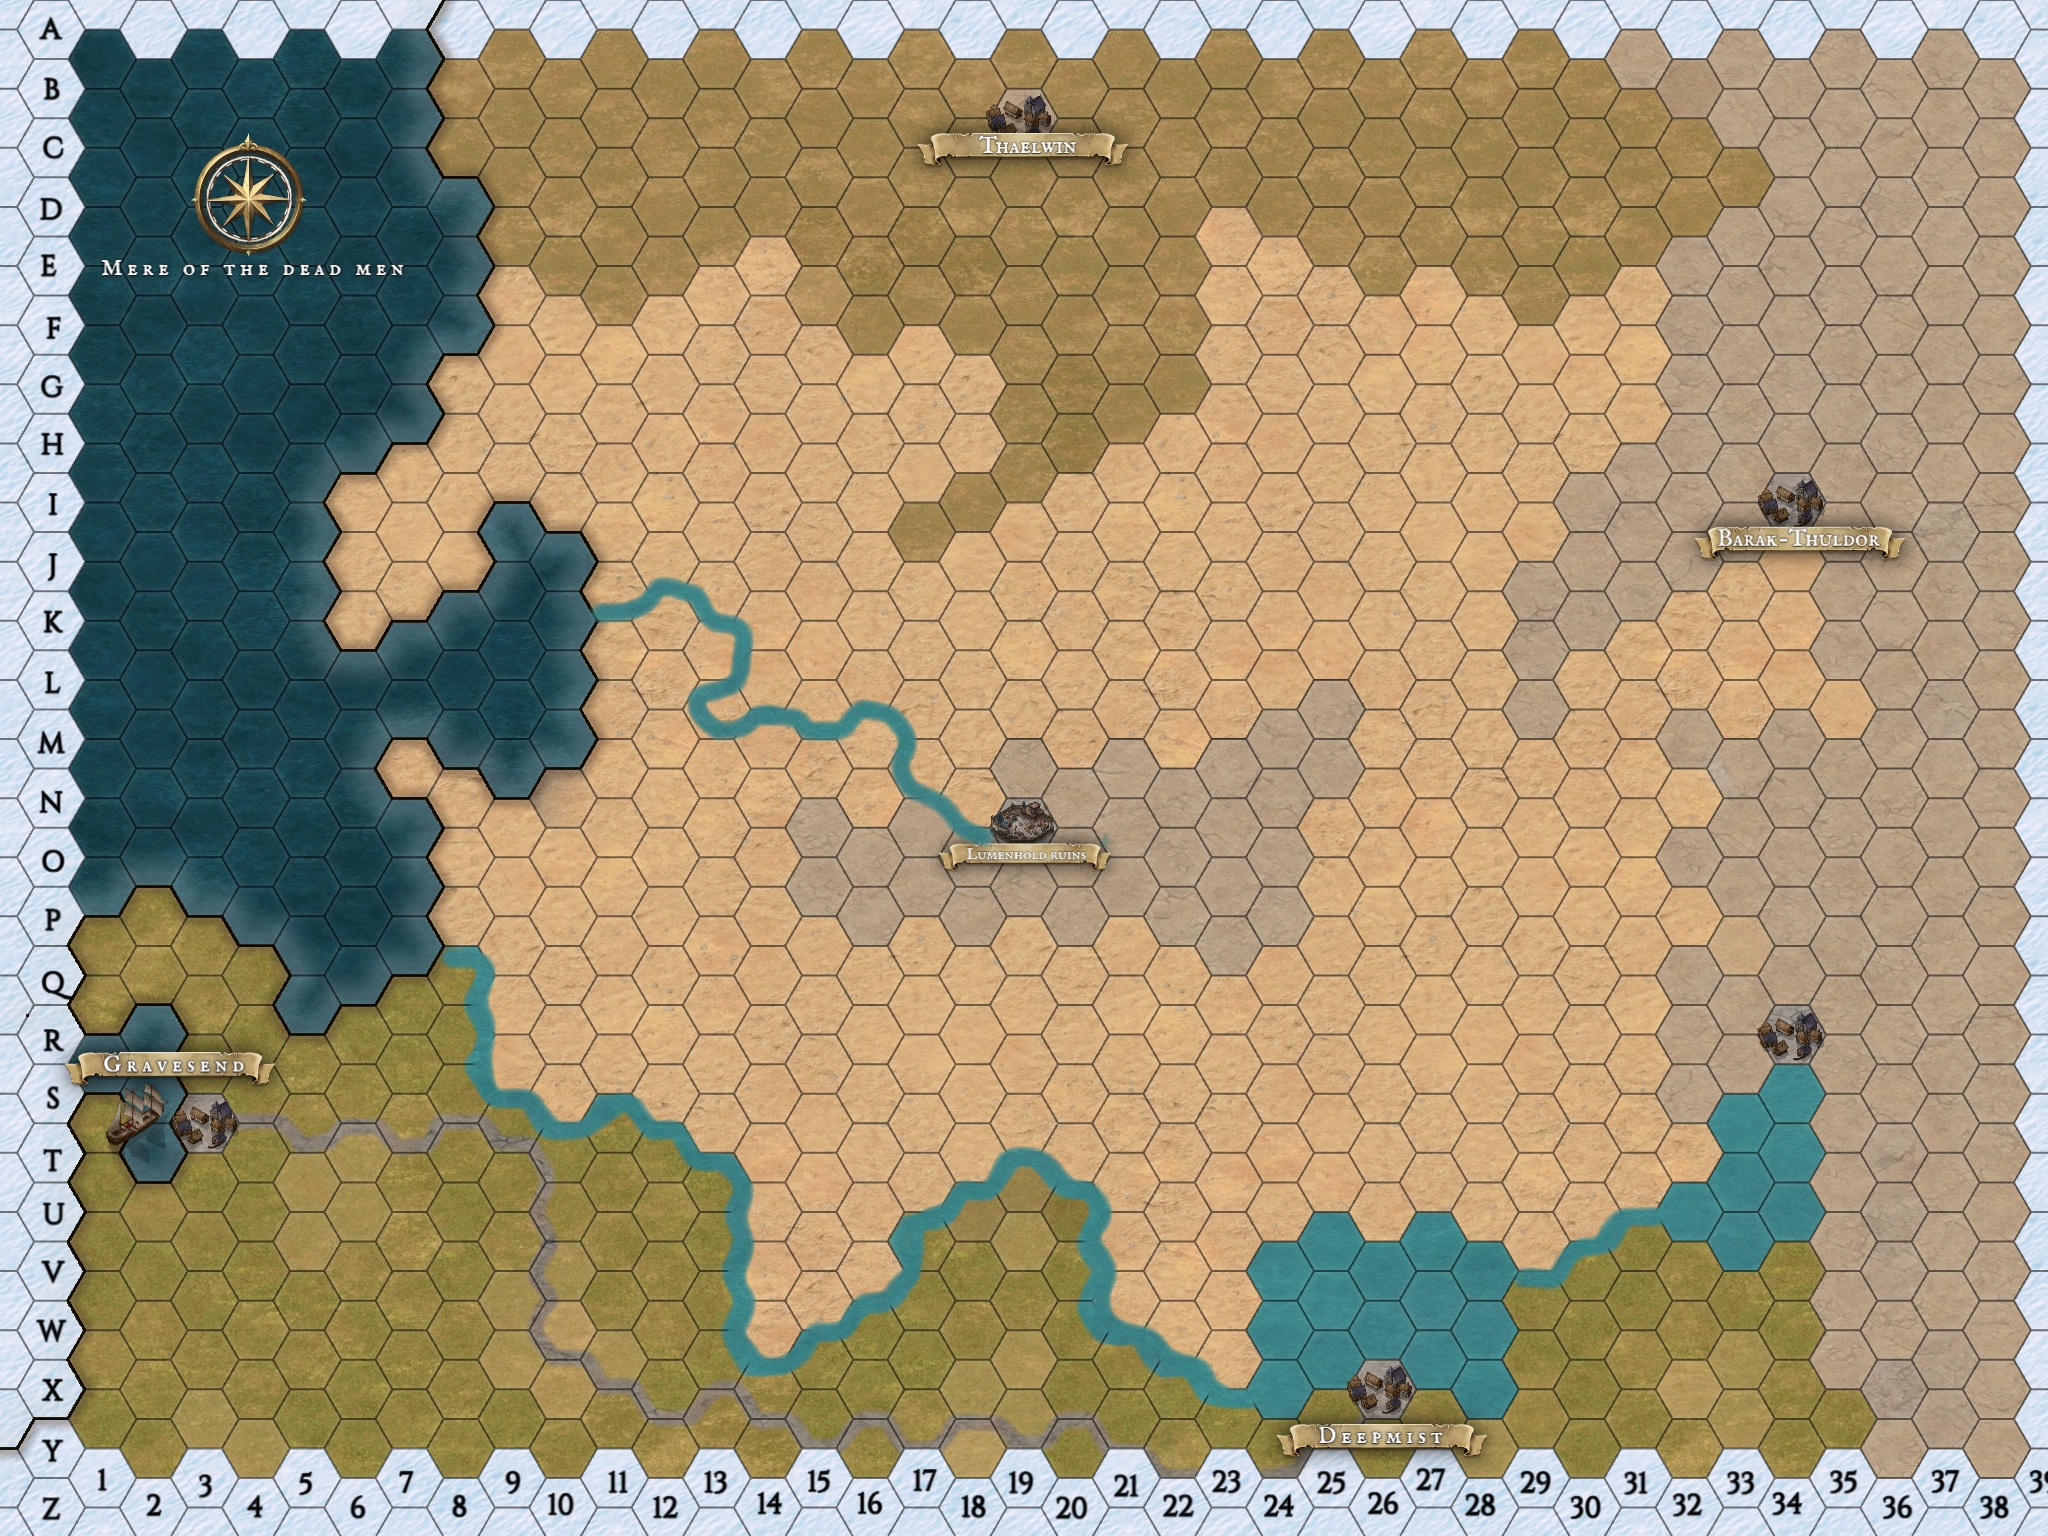 A
B
C
THAELWIN
D
E
MERE OF THE DEAD MEN
F
G
H
I
BARAK-THULDOR
J
K
L
M
N
O
LUMENHOLD RUINS
P
Q
R
GRAVESEND
S
T
U
V
W
X
DEEPMIST
Y
1 3 5 7 9 11 13 15 17 19 21 23 25 27 29 31 33 35 37 39
Z 2 4 6 8 10 12 14 16 18 20 22 24 26 28 30 32 34 36 38